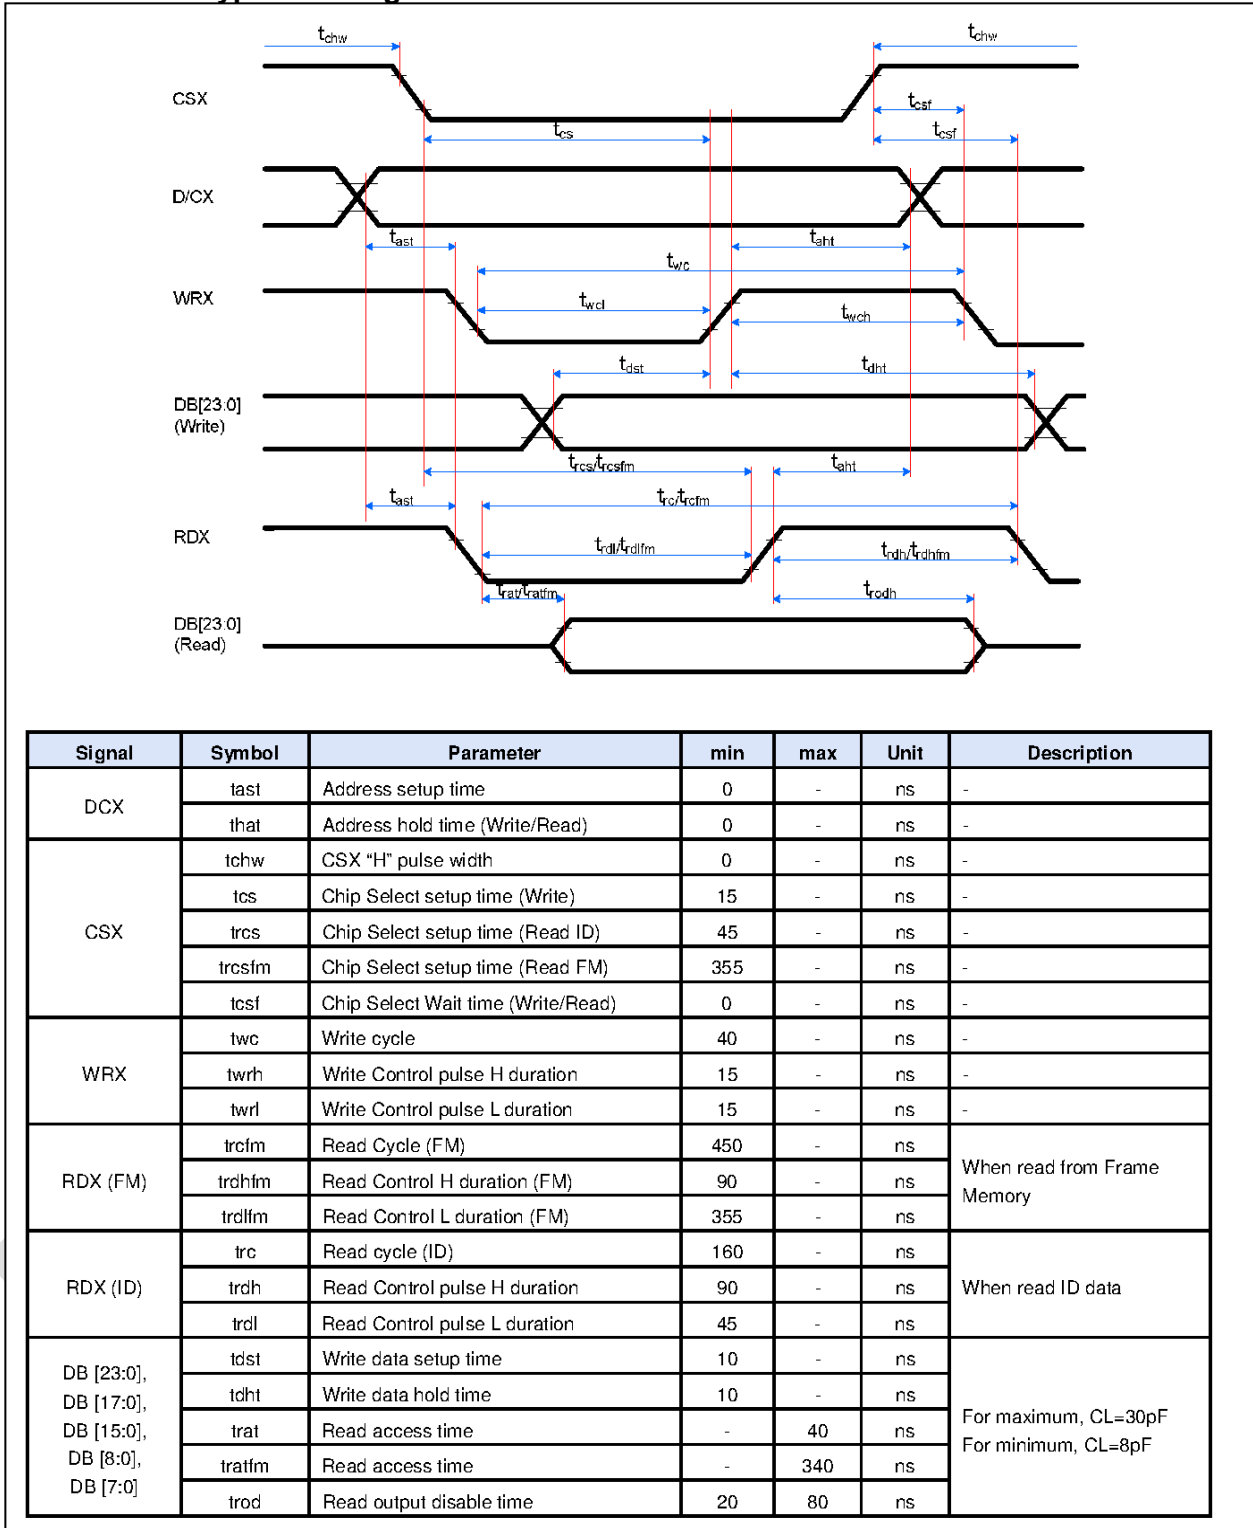 tchw tchw
CSX
tcsf
tcs tcsf
D/CX
tast taht
twc
WRX
twcl twch
tdst tdht
DB[23:0]
(Write)
trcs/trcsfm taht
tast trc/trcfm
RDX
trdl/trdlfm trdh/trdhfm
trat/tratfm trodh
DB[23:0]
(Read)
Signal Symbol Parameter min max Unit Description
DCX
tast Address setup time 0 - ns -
that Address hold time (Write/Read) 0 - ns -
CSX
tchw CSX “H” pulse width 0 - ns -
tcs Chip Select setup time (Write) 15 - ns -
trcs Chip Select setup time (Read ID) 45 - ns -
trcsfm Chip Select setup time (Read FM) 355 - ns -
tcsf Chip Select Wait time (Write/Read) 0 - ns -
WRX
twc Write cycle 40 - ns -
twrh Write Control pulse H duration 15 - ns -
twrl Write Control pulse L duration 15 - ns -
RDX (FM)
trcfm Read Cycle (FM) 450 - ns
trdhfm Read Control H duration (FM) 90 - ns
trdlfm Read Control L duration (FM) 355 - ns
When read from Frame
Memory
RDX (ID)
trc Read cycle (ID) 160 - ns
trdh Read Control pulse H duration 90 - ns
trdl Read Control pulse L duration 45 - ns
When read ID data
DB [23:0],
DB [17:0],
DB [15:0],
DB [8:0],
DB [7:0]
tdst Write data setup time 10 - ns
tdht Write data hold time 10 - ns
trat Read access time - 40 ns
tratfm Read access time - 340 ns
trod Read output disable time 20 80 ns
For maximum, CL=30pF
For minimum, CL=8pF